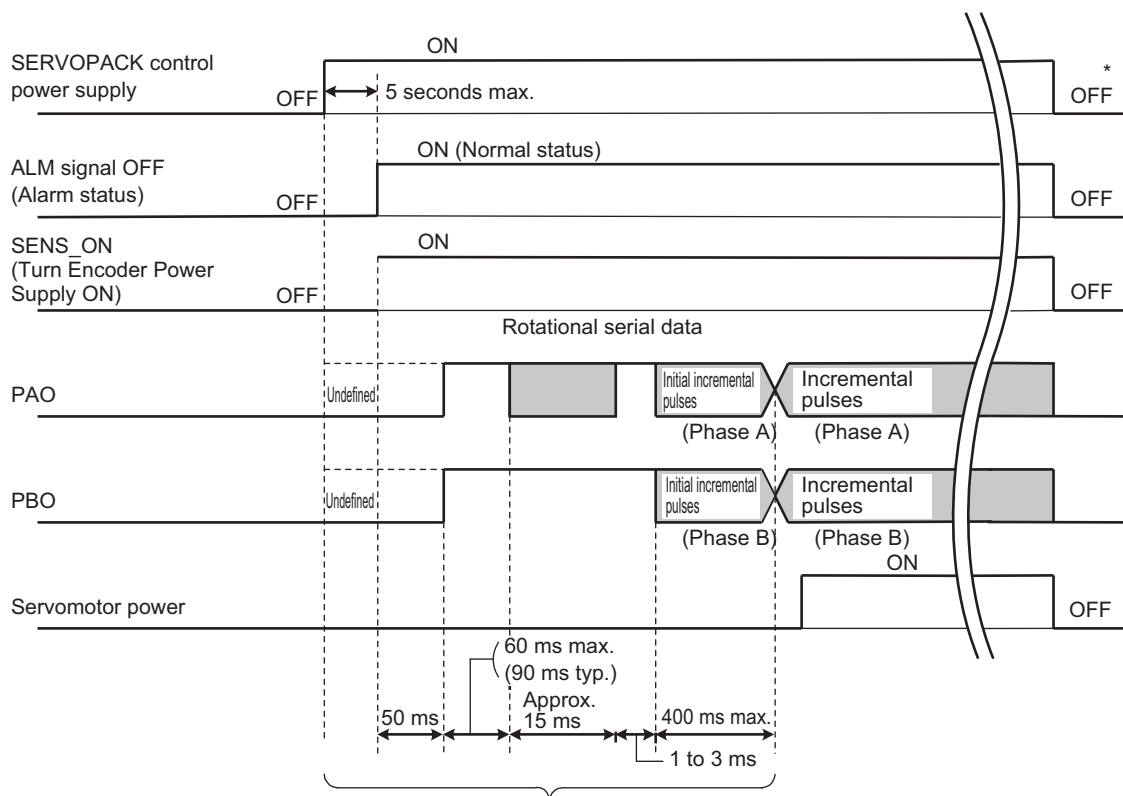 ON
SERVOPACK control
power supply
OFF
5 seconds max.
*
OFF
ALM signal OFF
(Alarm status)
OFF
ON (Normal status)
OFF
SENS_ON
(Turn Encoder Power
Supply ON)
OFF
ON
OFF
Rotational serial data
PAO
Undefined
Initial incremental
pulses
Incremental
pulses
(Phase A)
(Phase A)
PBO
Undefined
Initial incremental
pulses
Incremental
pulses
(Phase B)
(Phase B)
ON
Servomotor power
OFF
60 ms max.
(90 ms typ.)
50 ms
Approx.
15 ms
400 ms max.
1 to 3 ms